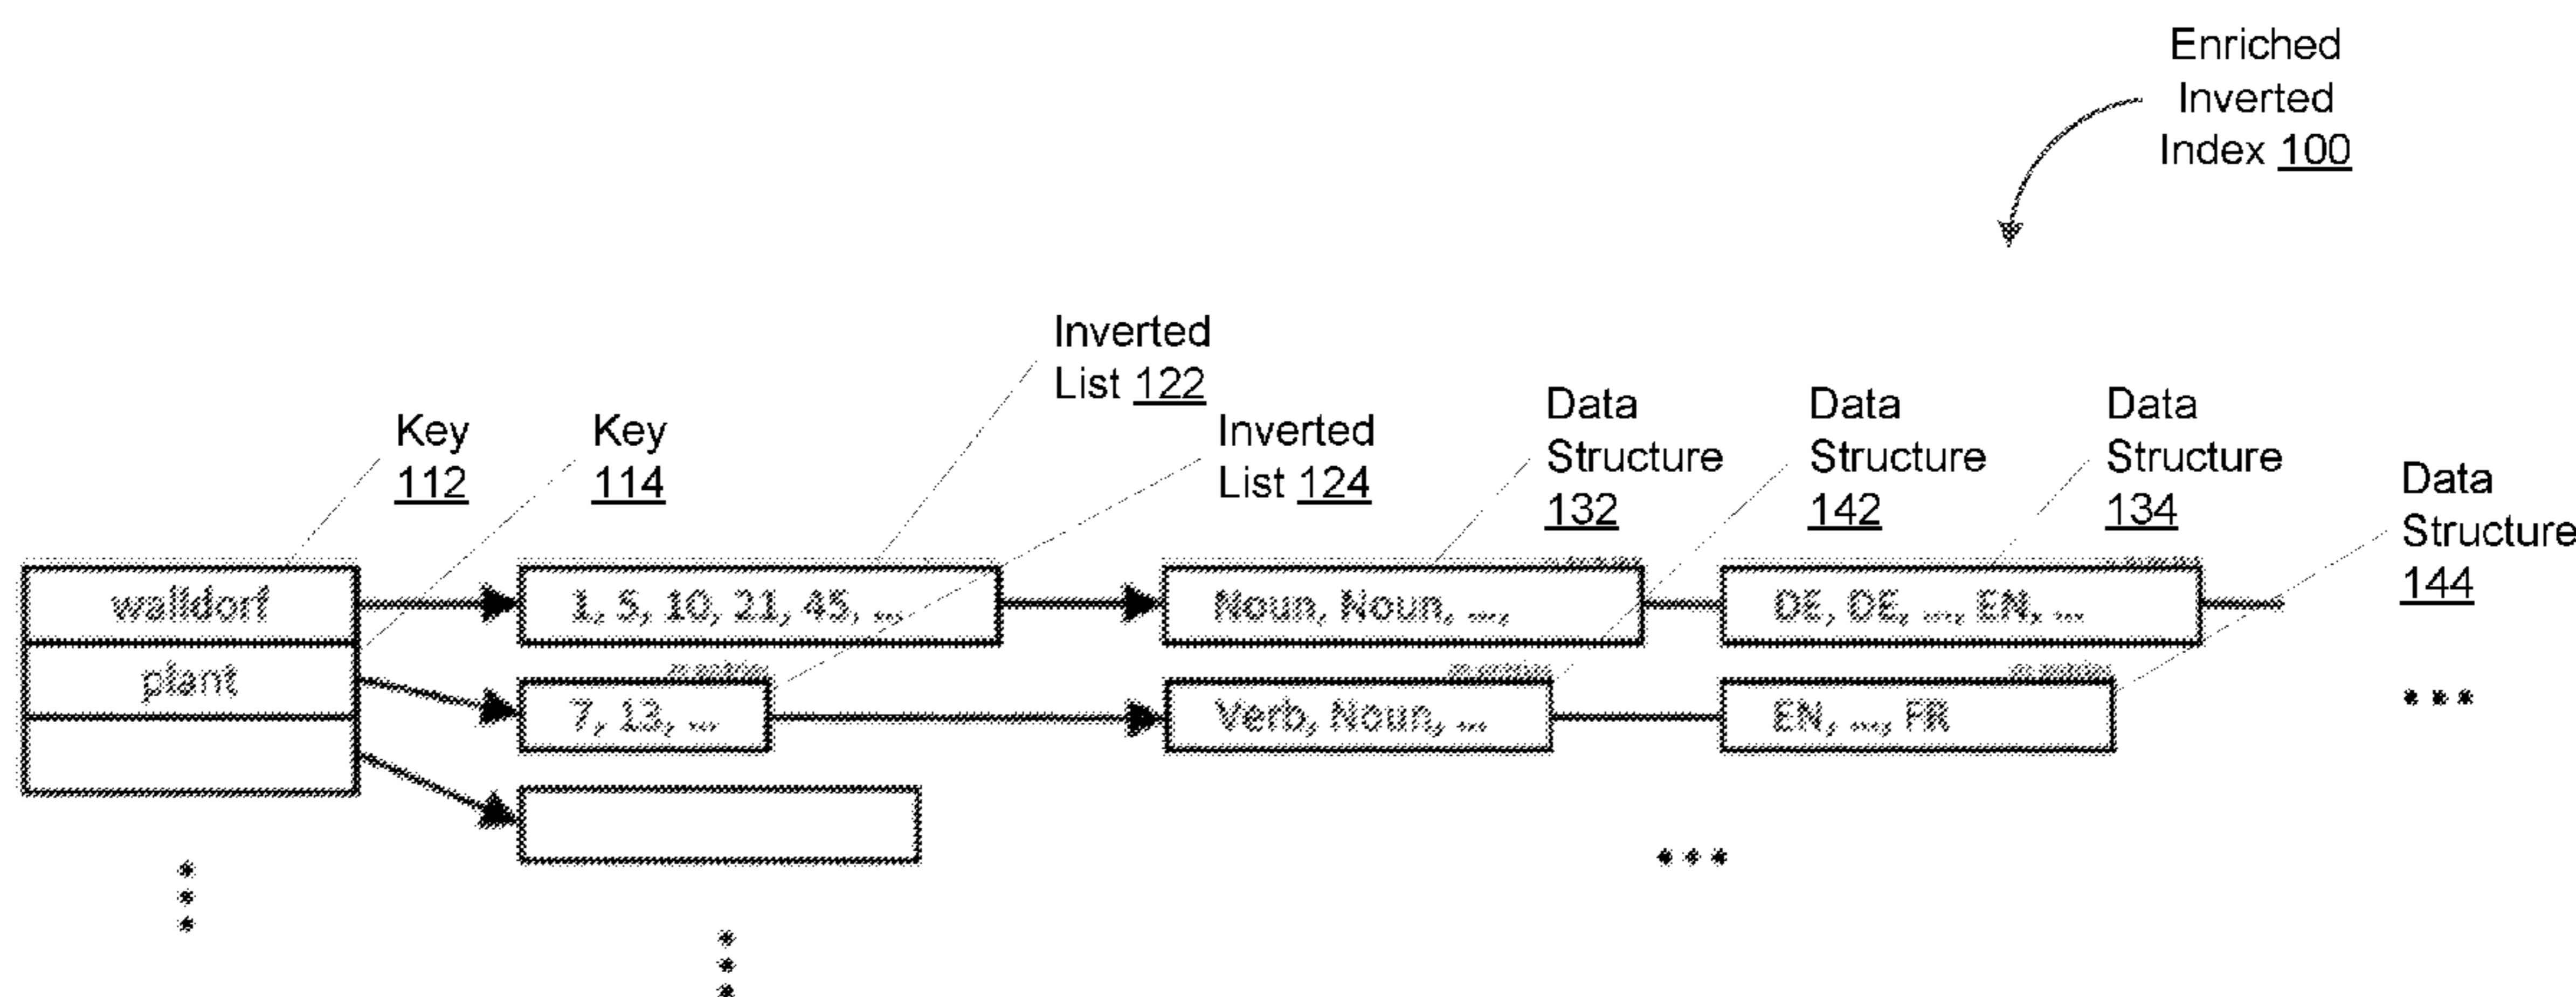 Enriched
Inverted
Index 100
Inverted
List 122
Key
112
Key
114
Inverted
List 124
Data
Structure
132
Data
Structure
142
Data
Structure
134
Data
Structure
144
walldorf
1, 5, 10, 21, 45, ...,
Noun, Noun, ...,
DE, DE, ..., EN, ...
plant
7, 13, ...
Verb, Noun, ...
EN, ..., FR